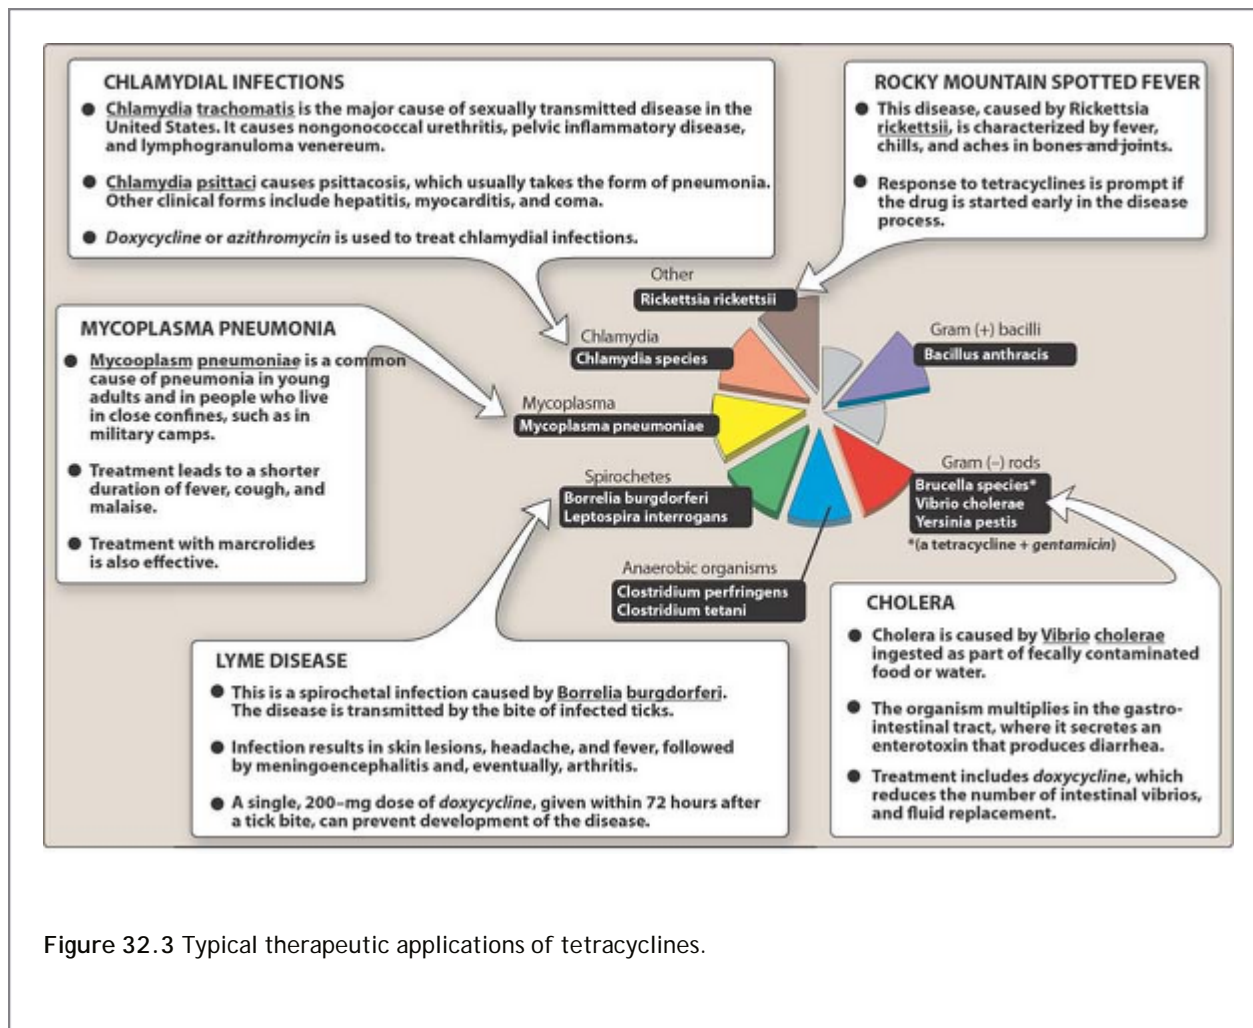 CHLAMYDIAL INFECTIONS
● Chlamydia trachomatis is the major cause of sexually transmitted disease in the
United States. It causes nongonococcal urethritis, pelvic inflammatory disease,
and lymphogranuloma venereum.
● Chlamydia psittaci causes psittacosis, which usually takes the form of pneumonia.
Other clinical forms include hepatitis, myocarditis, and coma.
● Doxycycline or azithromycin is used to treat chlamydial infections.
ROCKY MOUNTAIN SPOTTED FEVER
● This disease, caused by Rickettsia
rickettsii, is characterized by fever,
chills, and aches in bones and joints.
● Response to tetracyclines is prompt if
the drug is started early in the disease
process.
Other
Rickettsia rickettsii
Chlamydia
Chlamydia species
Gram (+) bacilli
Bacillus anthracis
MYCOPLASMA PNEUMONIA
● Mycooplasm pneumoniae is a common
cause of pneumonia in young
adults and in people who live
in close confines, such as in
military camps.
● Treatment leads to a shorter
duration of fever, cough, and
malaise.
● Treatment with marcrolides
is also effective.
Mycoplasma
Mycoplasma pneumoniae
Spirochetes
Borrelia burgdorferi
Leptospira interrogans
Gram (–) rods
Brucella species*
Vibrio cholerae
Yersinia pestis
*(a tetracycline + gentamicin)
Anaerobic organisms
Clostridium perfringens
Clostridium tetani
LYME DISEASE
● This is a spirochetal infection caused by Borrelia burgdorferi.
The disease is transmitted by the bite of infected ticks.
● Infection results in skin lesions, headache, and fever, followed
by meningoencephalitis and, eventually, arthritis.
● A single, 200–mg dose of doxycycline, given within 72 hours after
a tick bite, can prevent development of the disease.
CHOLERA
● Cholera is caused by Vibrio cholerae
ingested as part of fecally contaminated
food or water.
● The organism multiplies in the gastro-
intestinal tract, where it secretes an
enterotoxin that produces diarrhea.
● Treatment includes doxycycline, which
reduces the number of intestinal vibrios,
and fluid replacement.
Figure 32.3 Typical therapeutic applications of tetracyclines.